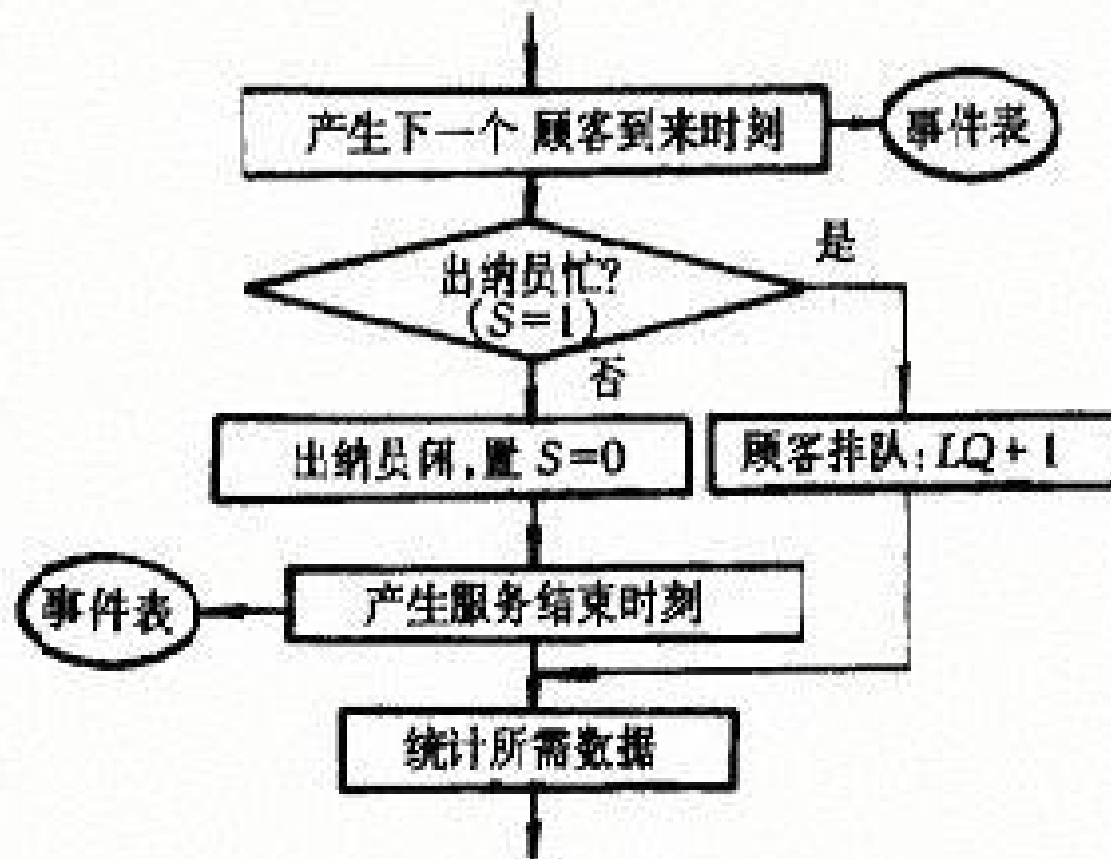 产生下一个 顾客到来时刻
事件表
出纳员忙?
(S=1)
是
否
出纳员闲,置 S=0
顾客排队:LQ+1
产生服务结束时刻
事件表
统计所需数据